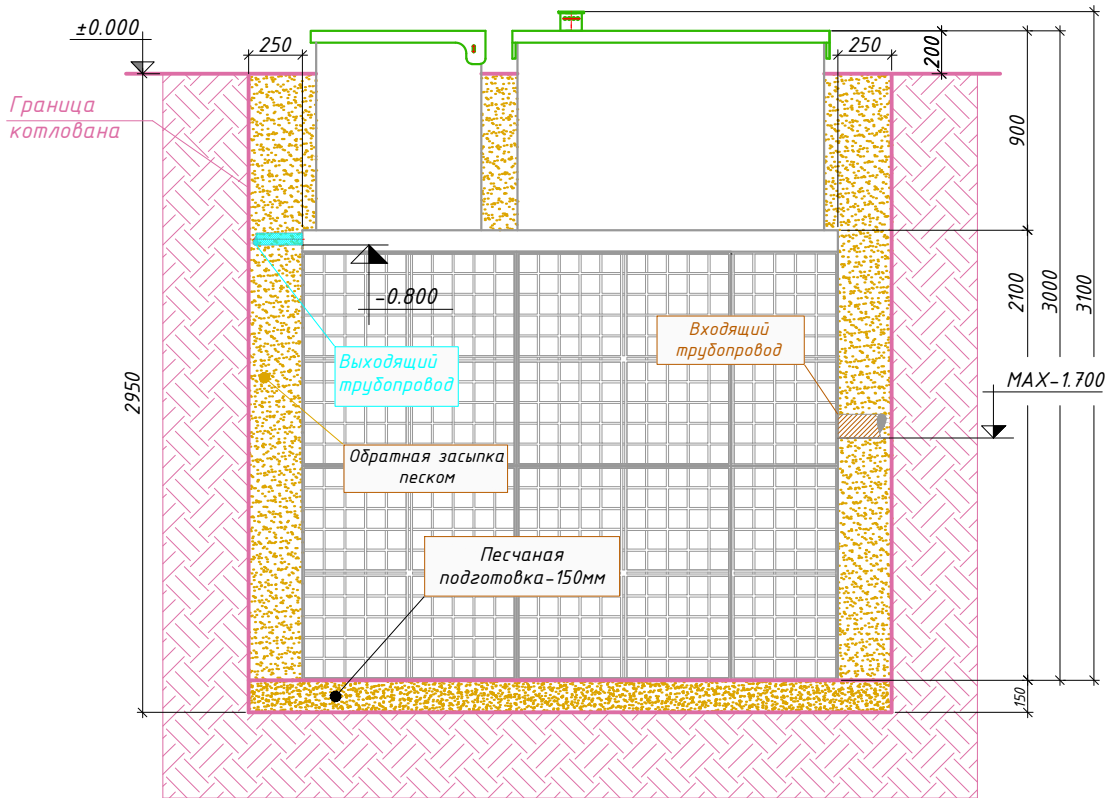 ±0.000
250
250
200
Граница
котлована
900
2100
3000
3100
-0.800
Входящий
трубопровод
Выходящий
трубопровод
MAX-1.700
2950
Обратная засыпка
песком
Песчаная
подготовка-150мм
150